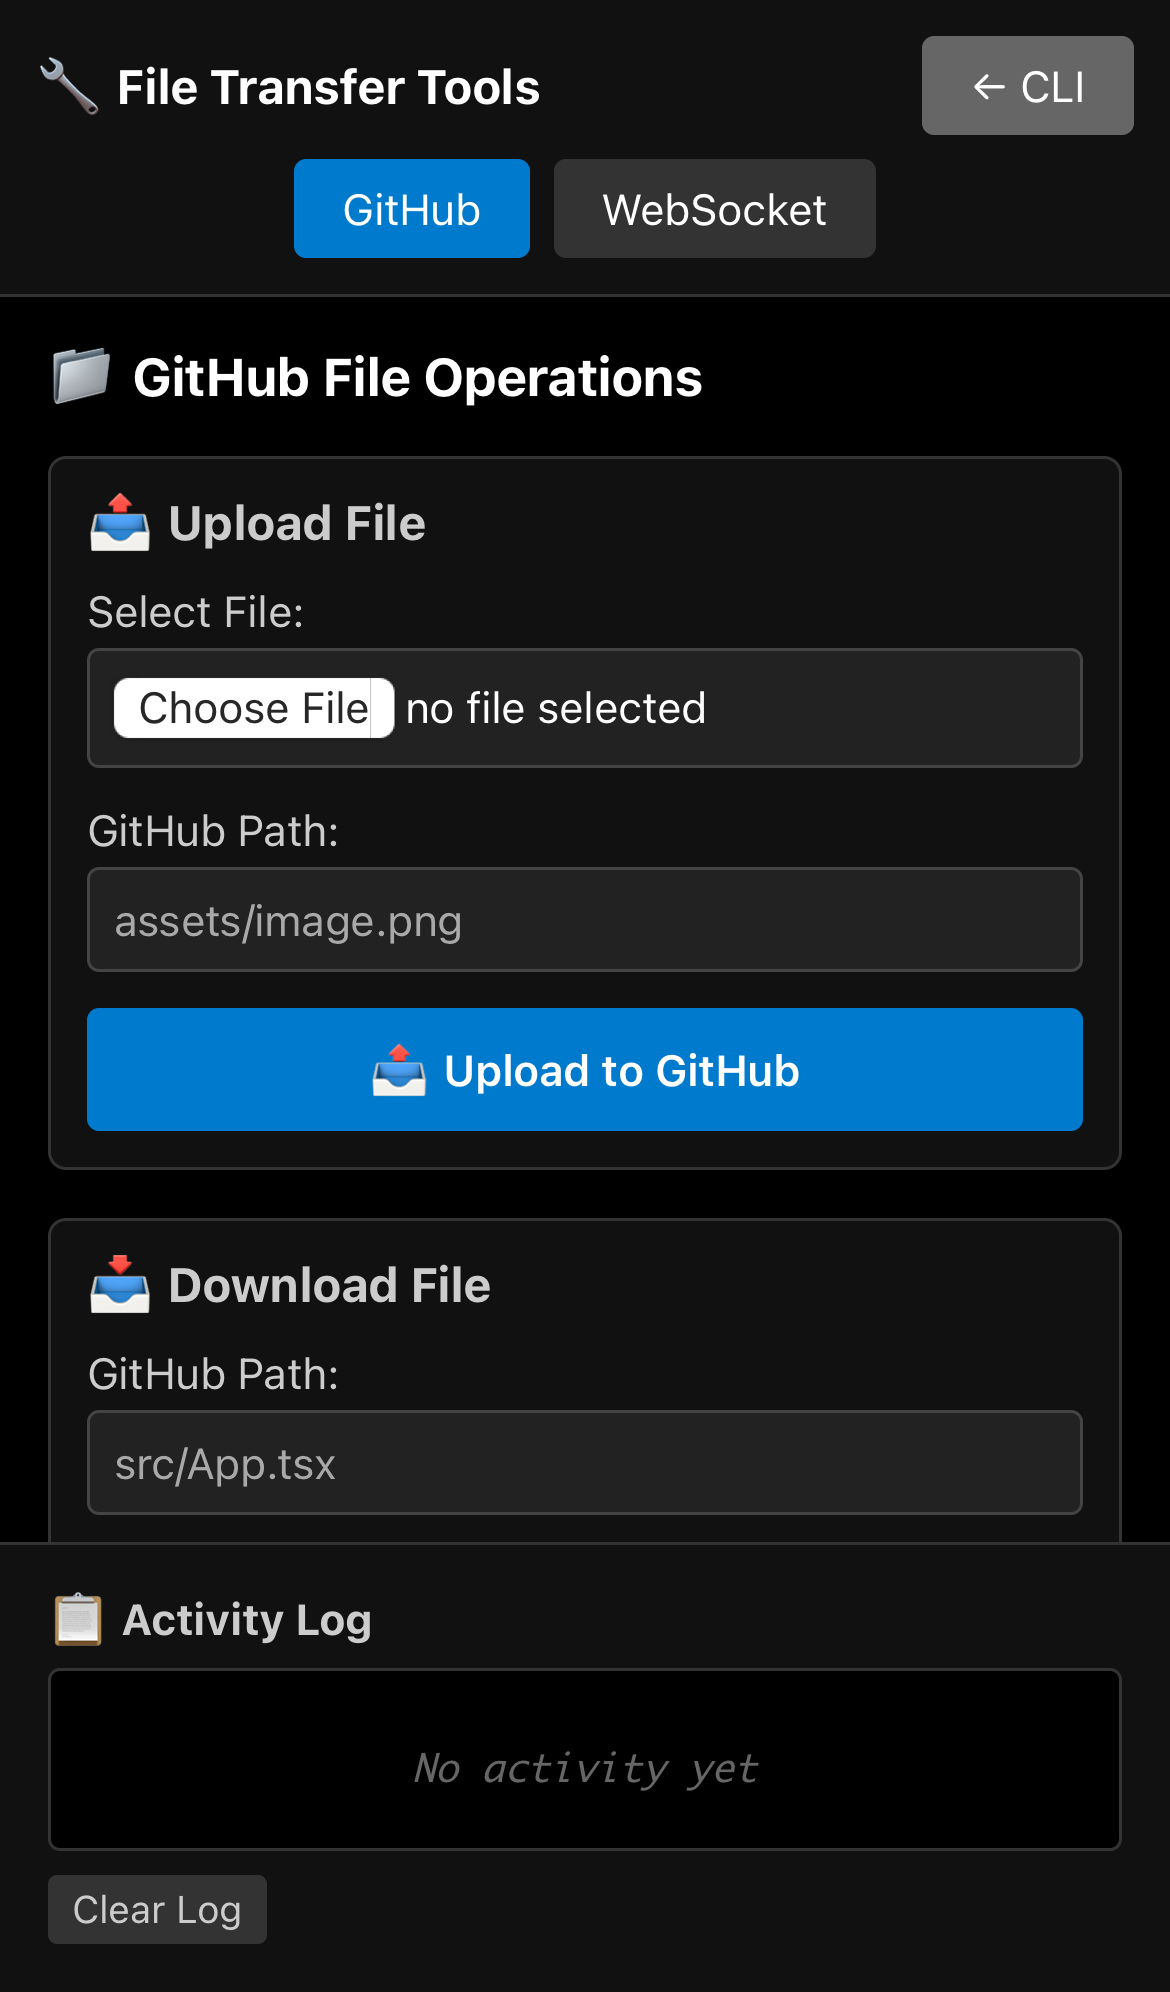 File Transfer Tools
← CLI
GitHub
WebSocket
GitHub File Operations
Upload File
Select File:
Choose File no file selected
GitHub Path:
assets/image.png
Upload to GitHub
Download File
GitHub Path:
src/App.tsx
Activity Log
No activity yet
Clear Log